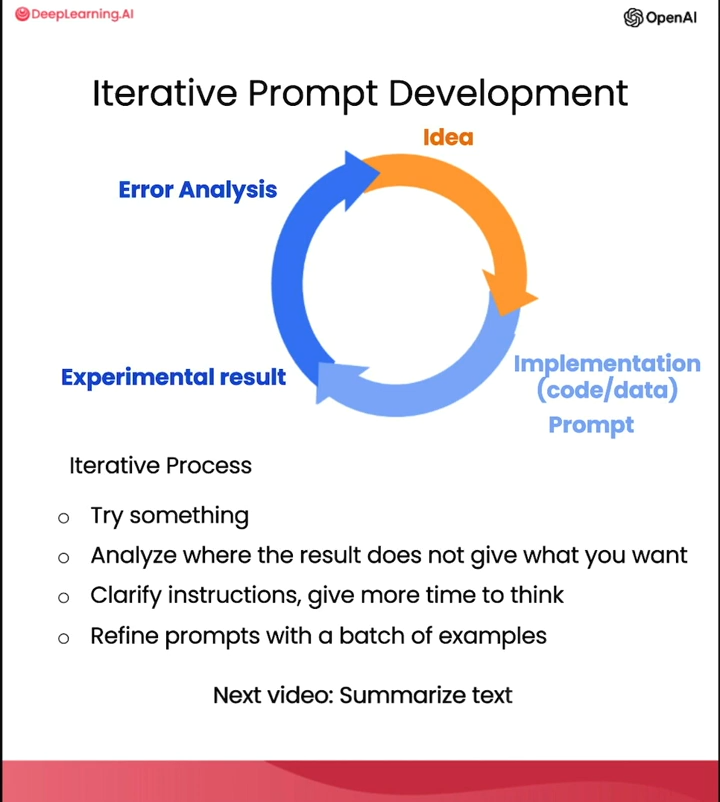 DeepLearning.AI
OpenAI
Iterative Prompt Development
Idea
Error Analysis
Experimental result
Implementation
(code/data)
Prompt
Iterative Process
Try something
Analyze where the result does not give what you want
Clarify instructions, give more time to think
Refine prompts with a batch of examples
Next video: Summarize text